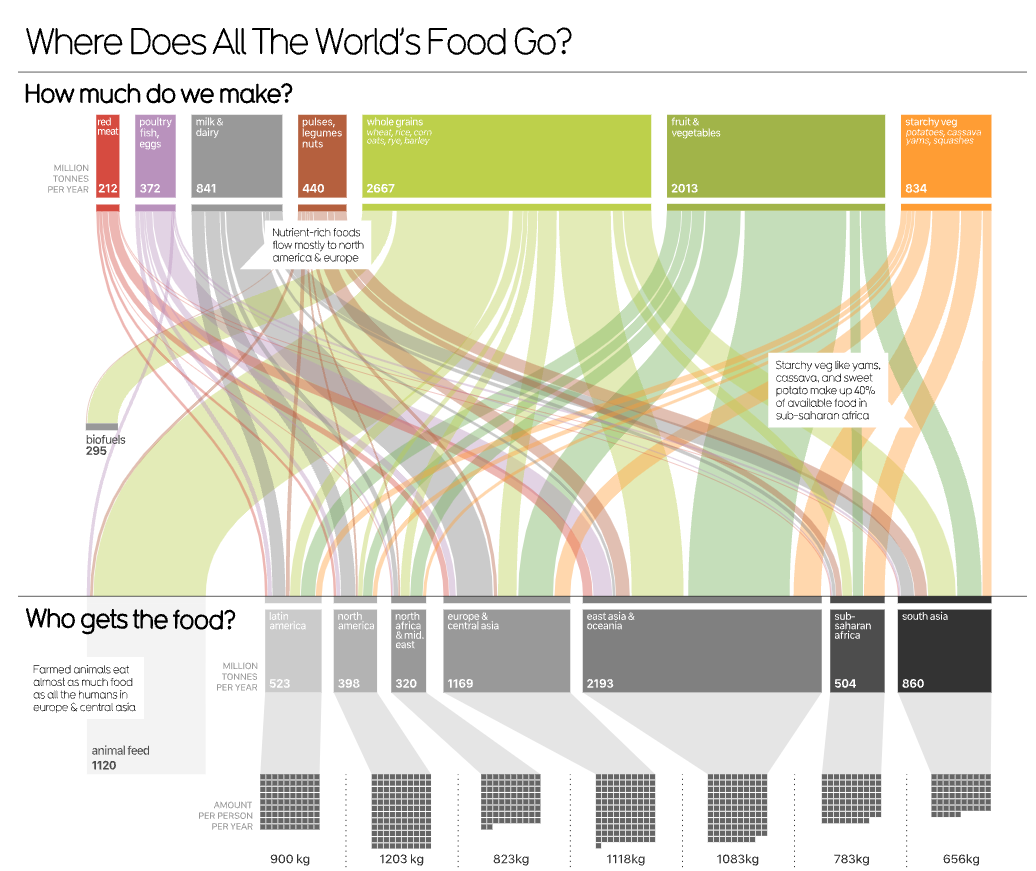 Where Does All The World's Food Go?
How much do we make?
red
meat
212
poultry
fish,
eggs
372
milk &
dairy
841
pulses,
legumes
nuts
440
whole grains
wheat, rice, corn
oats, rye, barley
2667
fruit &
vegetables
2013
starchy veg
potatoes, cassava
yams, squashes
834
MILLION
TONNES
PER YEAR
Nutrient-rich foods
flow mostly to north
america & europe
Starchy veg like yams,
cassava, and sweet
potato make up 40%
of available food in
sub-saharan africa
biofuels
295
Who gets the food?
Farmed animals eat
almost as much food
as all the humans in
europe & central asia
animal feed
1120
MILLION
TONNES
PER YEAR
latin
america
523
north
america
398
north
africa
& mid.
east
320
europe &
central asia
1169
east asia &
oceania
2193
sub-
saharan
africa
504
south asia
860
AMOUNT
PER PERSON
PER YEAR
900 kg
1203 kg
823kg
1118kg
1083kg
783kg
656kg